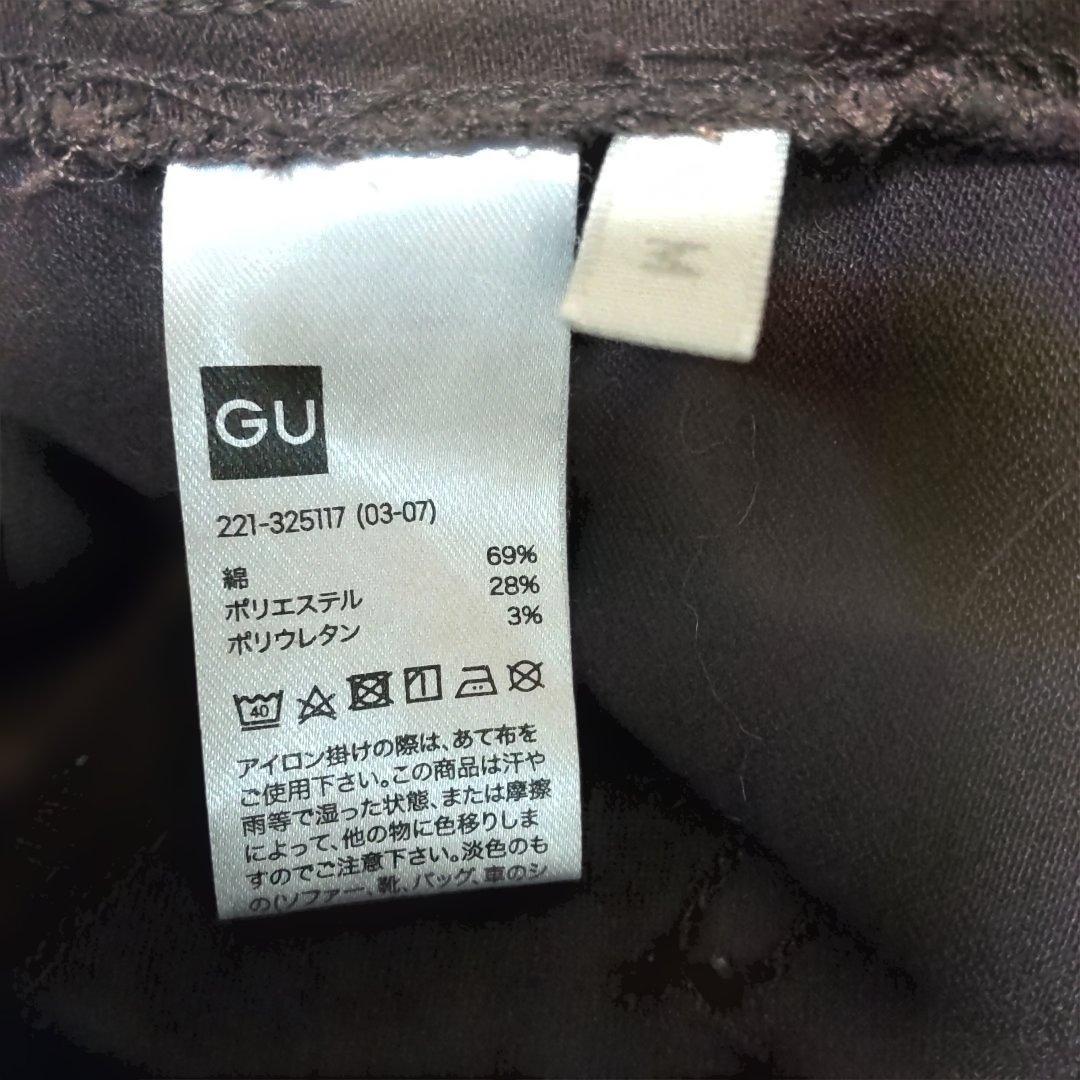 M
GU
221-325117 (03-07)
綿 69%
ポリエステル 28%
ポリウレタン 3%
40
アイロン掛けの際は、あて布を
ご使用下さい。この商品は汗や
雨等で湿った状態、または摩擦
によって、他の物に色移りしま
すのでご注意下さい。淡色のも
の(ソファー、靴、バッグ、車のシ